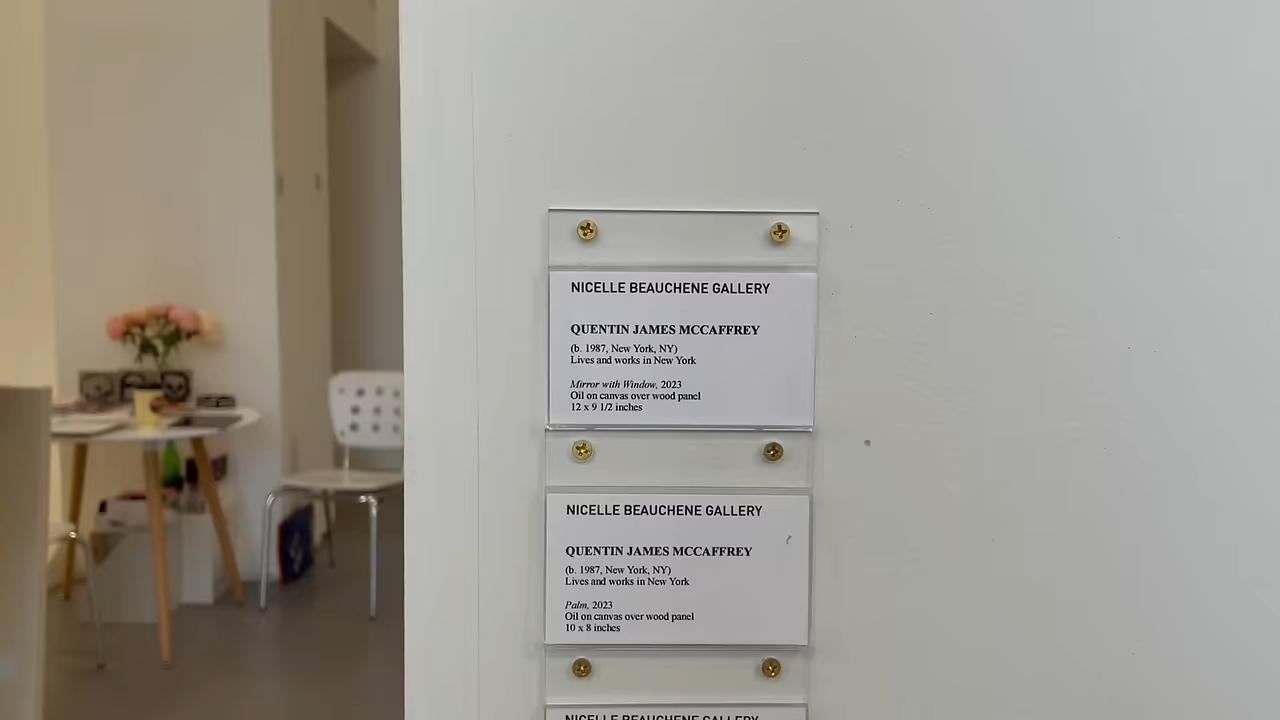 NICELLE BEAUCHENE GALLERY
QUENTIN JAMES MCCAFFREY
(b. 1987, New York, NY)
Lives and works in New York
Mirror with Window, 2023
Oil on canvas over wood panel
12 x 9 1/2 inches
NICELLE BEAUCHENE GALLERY
QUENTIN JAMES MCCAFFREY
(b. 1987, New York, NY)
Lives and works in New York
Palm, 2023
Oil on canvas over wood panel
10 x 8 inches
NICELLE BEAUCHENE GALLERY